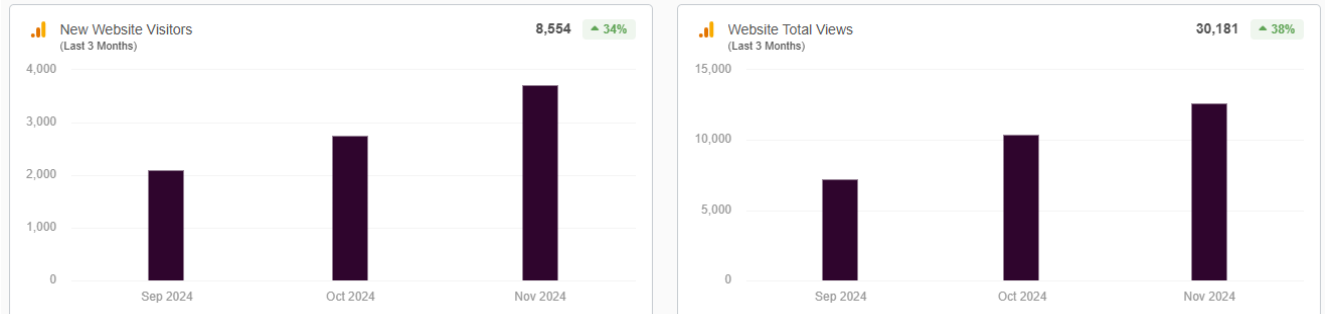 New Website Visitors
8,554
34%
(Last 3 Months)
4,000
3,000
2,000
1,000
0
Sep 2024
Oct 2024
Nov 2024
Website Total Views
30,181
38%
(Last 3 Months)
15,000
10,000
5,000
0
Sep 2024
Oct 2024
Nov 2024